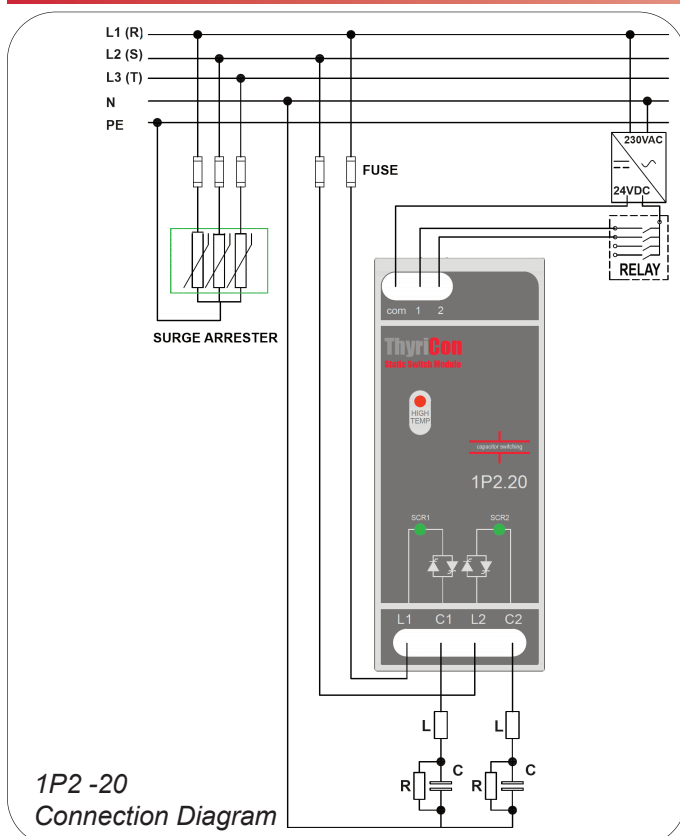 L1 (R)
L2 (S)
L3 (T)
N
PE
230VAC
FUSE
24VDC
RELAY
com 1 2
SURGE ARRESTER
ThyriCon
Static Switch Module
HIGH
TEMP
capacitor switching
1P2.20
SCR1 SCR2
L1 C1 L2 C2
L L
C C
R R
1P2 -20
Connection Diagram